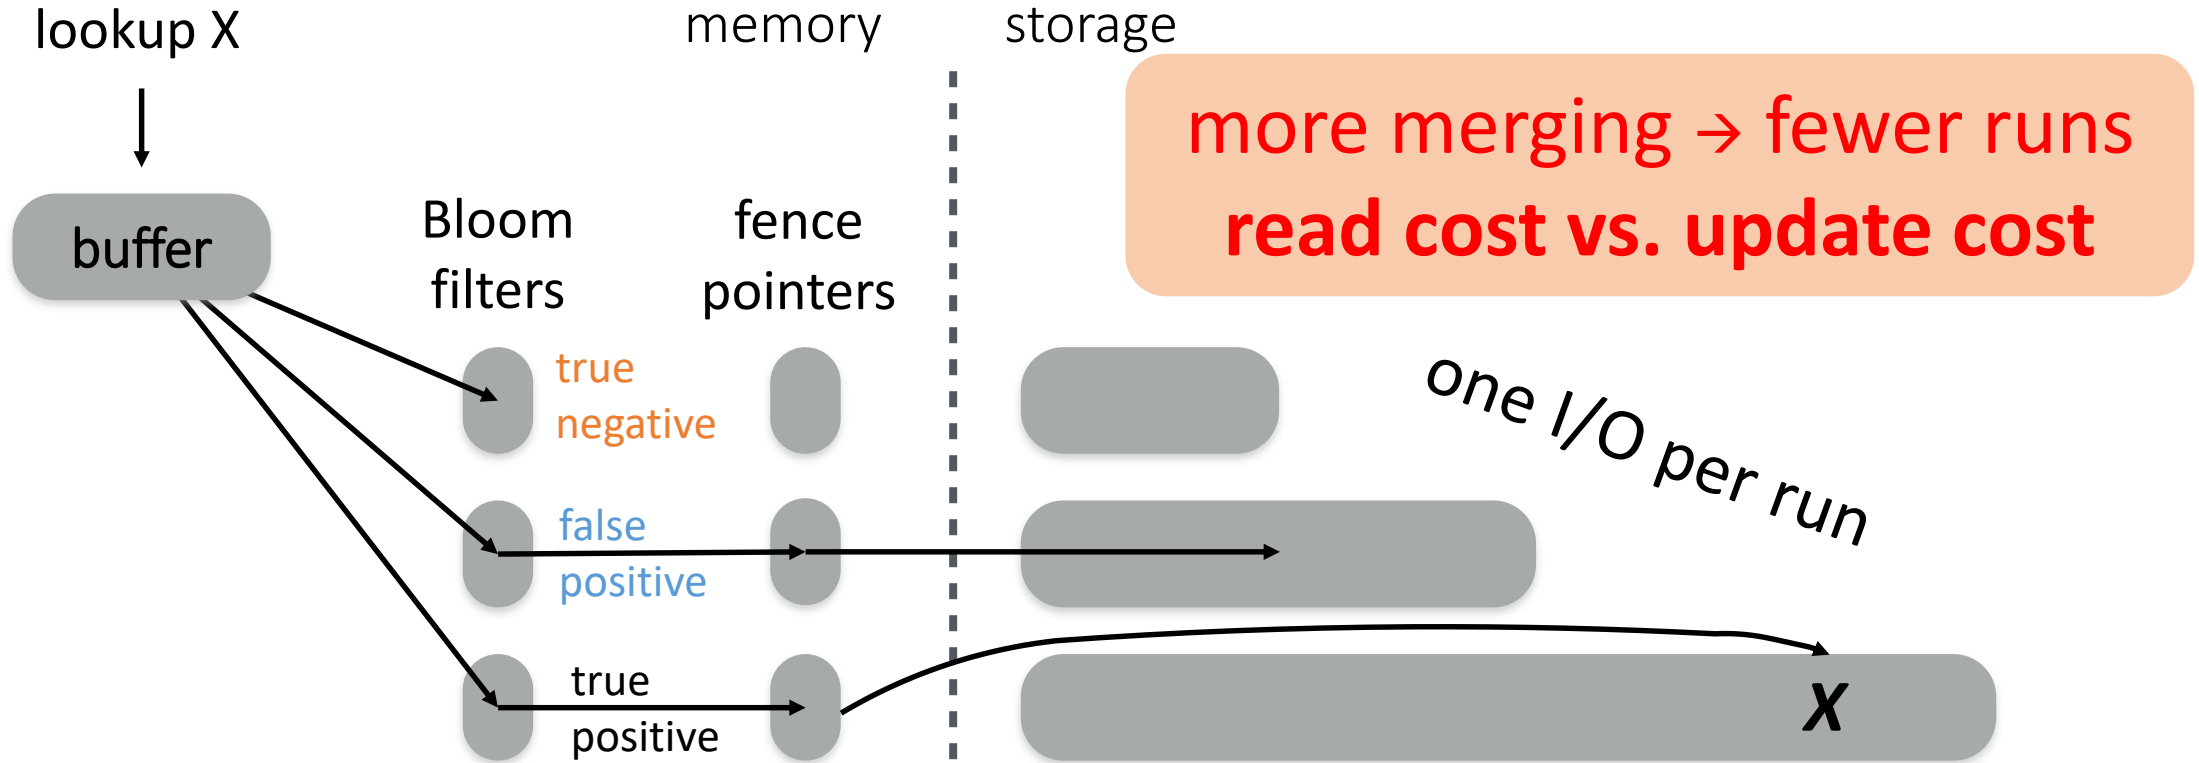 lookup X
memory
storage
more merging → fewer runs
read cost vs. update cost
buffer
Bloom
filters
fence
pointers
true
negative
one I/O per run
false
positive
true
positive
X